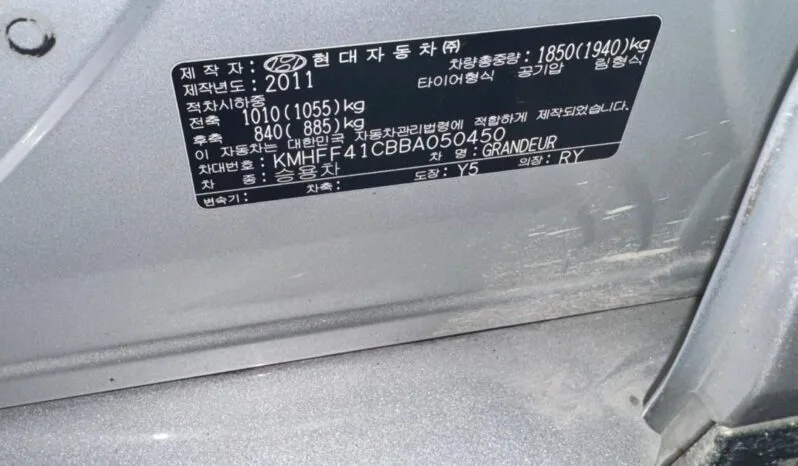 제 작 자 : 현대자동차(주)
차량총중량 : 1850(1940)kg
제작년도 : 2011
타이어형식 공기압 림형식
적차시하중
전축 1010(1055)kg
후축 840( 885)kg
이 자동차는 대한민국 자동차관리법령에 적합하게 제작되었습니다.
차대번호 : KMHFF41CBBA050450
차 명 : GRANDEUR
차 종 : 승용차
도장 : Y5 의장 : RY
변속기 : 차축 :